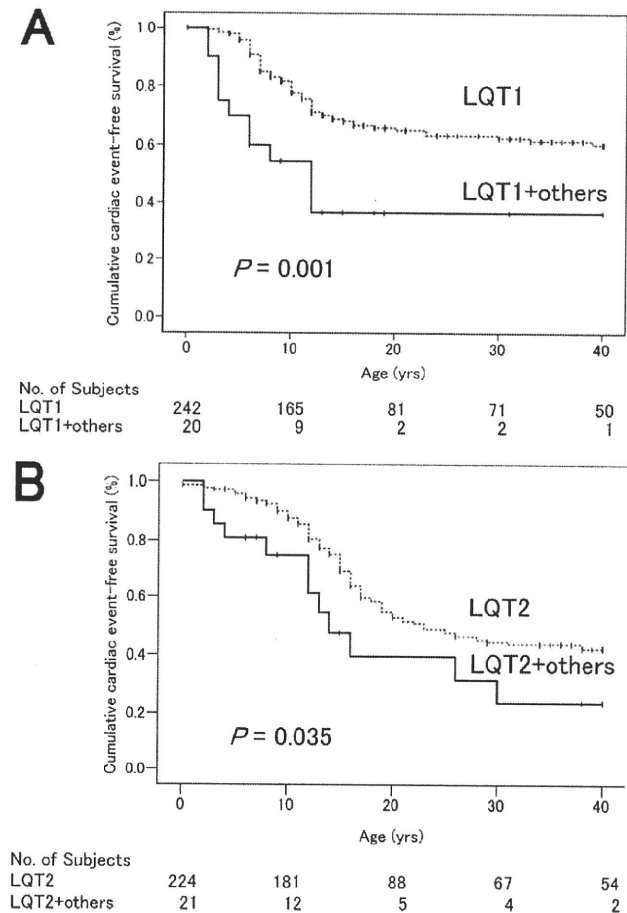 A
Cumulative cardiac event-free survival (%)
1.0
0.8
0.6
0.4
0.2
0.0
LQT1
LQT1+others
P = 0.001
0 10 20 30 40
Age (yrs)
No. of Subjects
LQT1 242 165 81 71 50
LQT1+others 20 9 2 2 1
B
Cumulative cardiac event-free survival (%)
1.0
0.8
0.6
0.4
0.2
0.0
LQT2
LQT2+others
P = 0.035
0 10 20 30 40
Age (yrs)
No. of Subjects
LQT2 224 181 88 67 54
LQT2+others 21 12 5 4 2